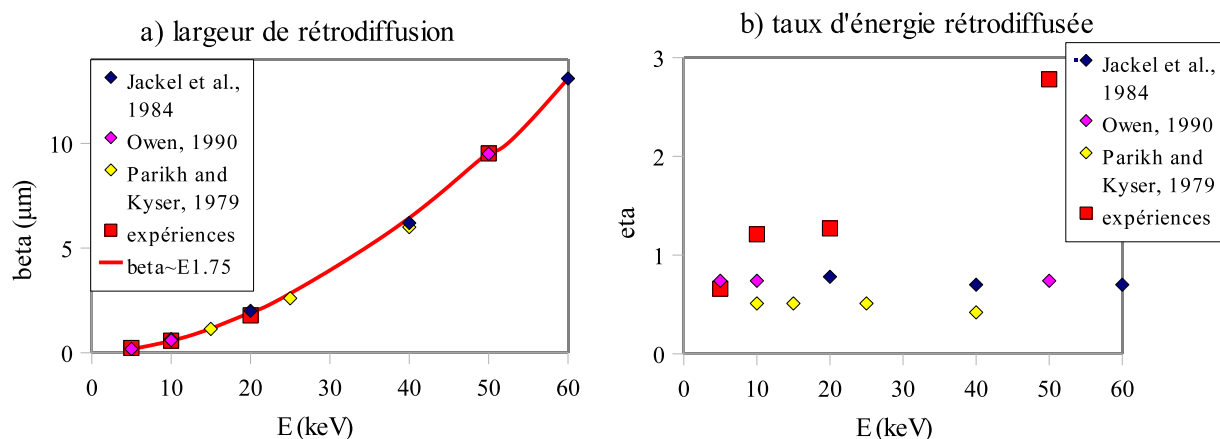 a) largeur de rétrodiffusion
Jackel et al.,
1984
Owen, 1990
Parikh and
Kyser, 1979
expériences
beta~E1.75
beta (µm)
10
5
0
0 10 20 30 40 50 60
E (keV)
b) taux d'énergie rétrodiffusée
Jackel et al.,
1984
Owen, 1990
Parikh and
Kyser, 1979
expériences
eta
3
2
1
0
0 10 20 30 40 50 60
E (keV)